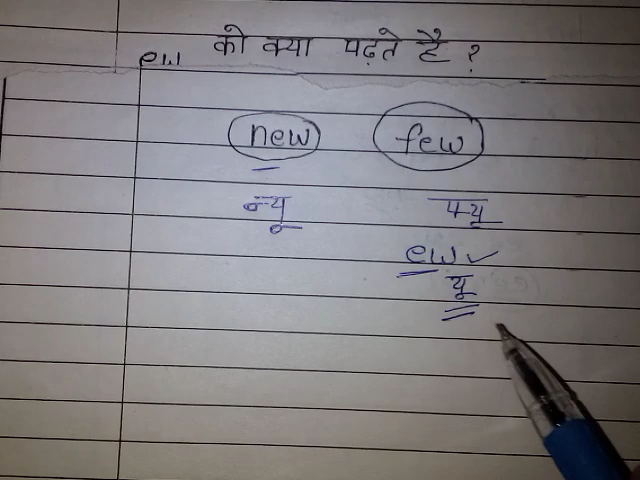 ew को क्या पढ़ते है ?
new few
न्यू फ्यू
ew
यू